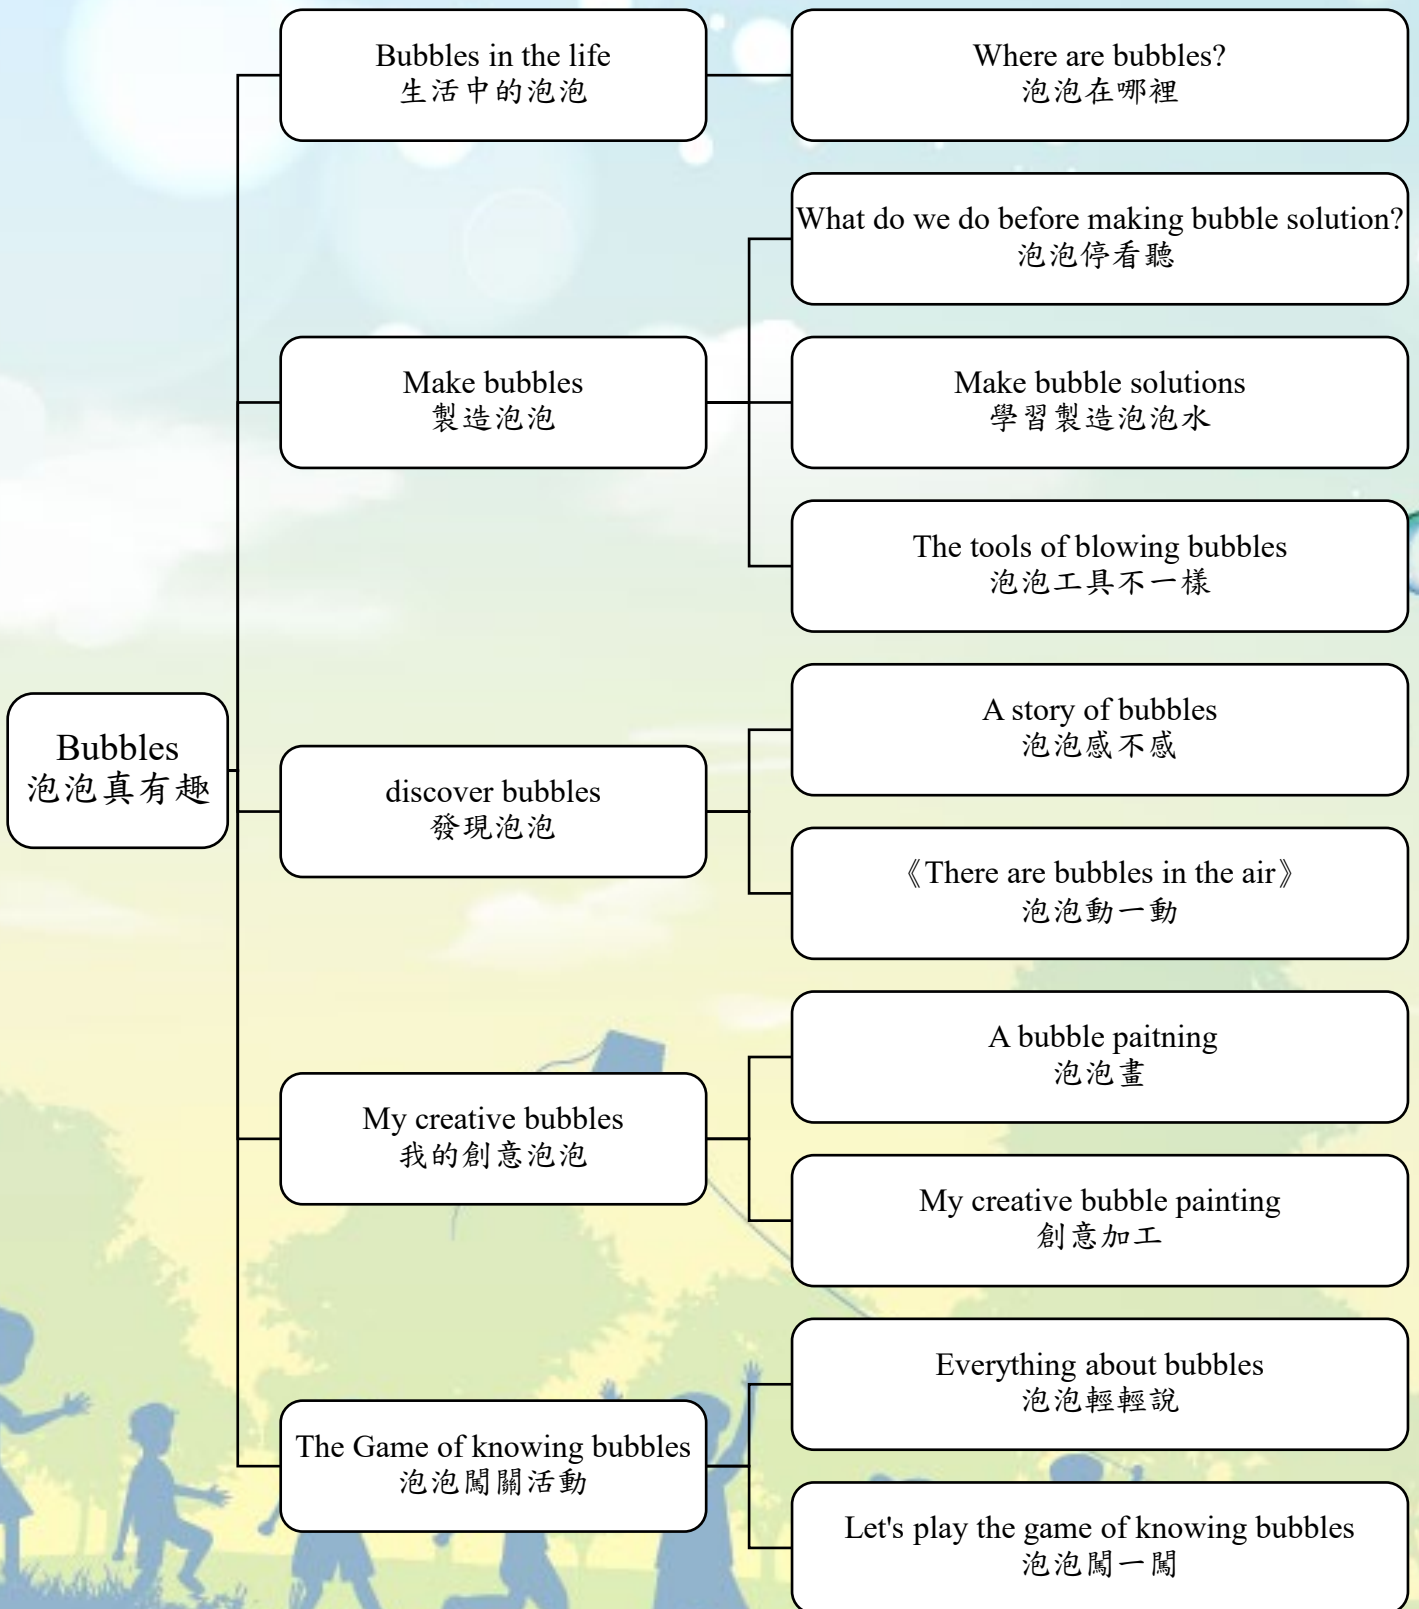 Bubbles
泡泡真有趣
Bubbles in the life
生活中的泡泡
Where are bubbles?
泡泡在哪裡
Make bubbles
製造泡泡
What do we do before making bubble solution?
泡泡停看聽
Make bubble solutions
學習製造泡泡水
The tools of blowing bubbles
泡泡工具不一樣
discover bubbles
發現泡泡
A story of bubbles
泡泡感不感
《There are bubbles in the air》
泡泡動一動
My creative bubbles
我的創意泡泡
A bubble paitning
泡泡畫
My creative bubble painting
創意加工
The Game of knowing bubbles
泡泡闖關活動
Everything about bubbles
泡泡輕輕說
Let's play the game of knowing bubbles
泡泡闖一闖